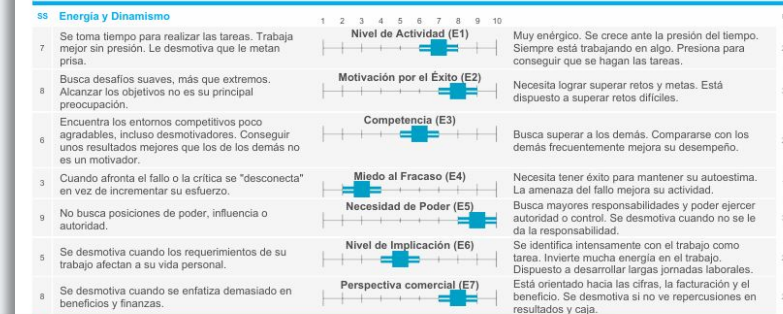 SS Energía y Dinamismo
1 2 3 4 5 6 7 8 9 10
7
Se toma tiempo para realizar las tareas. Trabaja
mejor sin presión. Le desmotiva que le metan
prisa.
Nivel de Actividad (E1)
Muy enérgico. Se crece ante la presión del tiempo.
Siempre está trabajando en algo. Presiona para
conseguir que se hagan las tareas.
8
Busca desafíos suaves, más que extremos.
Alcanzar los objetivos no es su principal
preocupación.
Motivación por el Éxito (E2)
Necesita lograr superar retos y metas. Está
dispuesto a superar retos difíciles.
6
Encuentra los entornos competitivos poco
agradables, incluso desmotivadores. Conseguir
unos resultados mejores que los de los demás no
es un motivador.
Competencia (E3)
Busca superar a los demás. Compararse con los
demás frecuentemente mejora su desempeño.
3
Cuando afronta el fallo o la crítica se "desconecta"
en vez de incrementar su esfuerzo.
Miedo al Fracaso (E4)
Necesita tener éxito para mantener su autoestima.
La amenaza del fallo mejora su actividad.
9
No busca posiciones de poder, influencia o
autoridad.
Necesidad de Poder (E5)
Busca mayores responsabilidades y poder ejercer
autoridad o control. Se desmotiva cuando no se le
da la responsabilidad.
5
Se desmotiva cuando los requerimientos de su
trabajo afectan a su vida personal.
Nivel de Implicación (E6)
Se identifica intensamente con el trabajo como
tarea. Invierte mucha energía en el trabajo.
Dispuesto a desarrollar largas jornadas laborales.
8
Se desmotiva cuando se enfatiza demasiado en
beneficios y finanzas.
Perspectiva comercial (E7)
Está orientado hacia las cifras, la facturación y el
beneficio. Se desmotiva si no ve repercusiones en
resultados y caja.